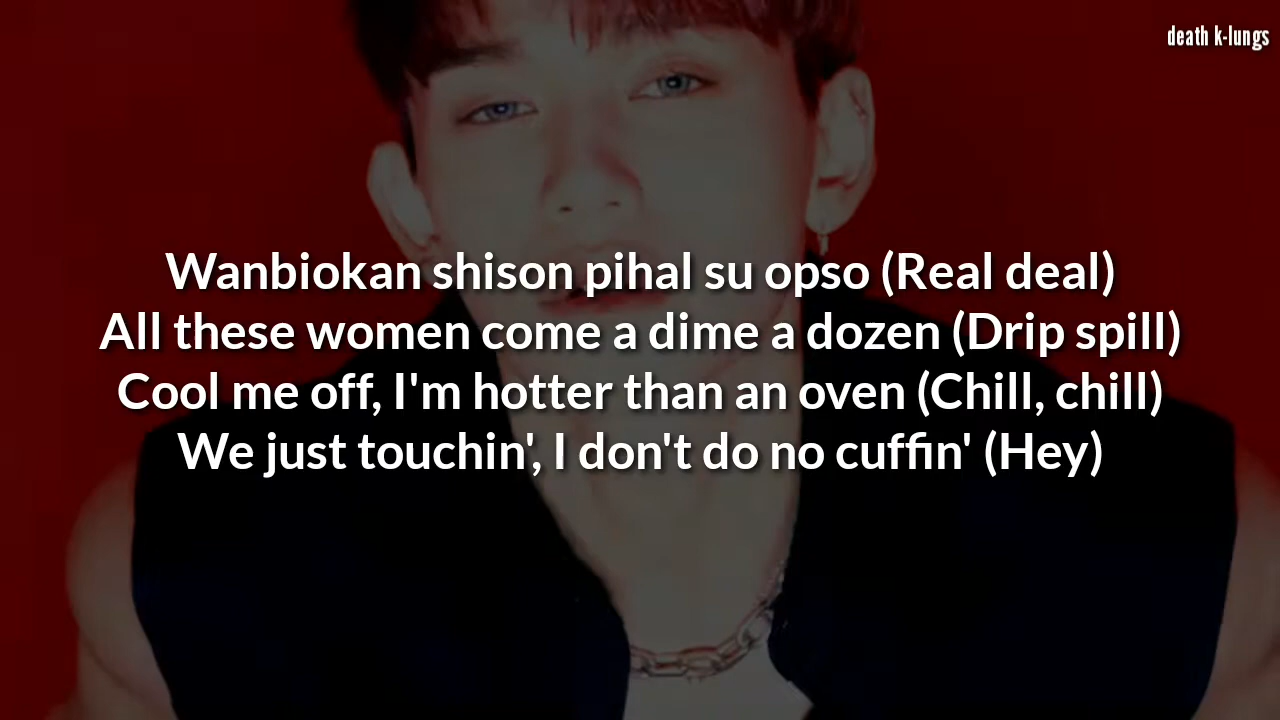 death k-lungs
Wanbiokan shison pihal su opso (Real deal)
All these women come a dime a dozen (Drip spill)
Cool me off, I'm hotter than an oven (Chill, chill)
We just touchin', I don't do no cuffin' (Hey)